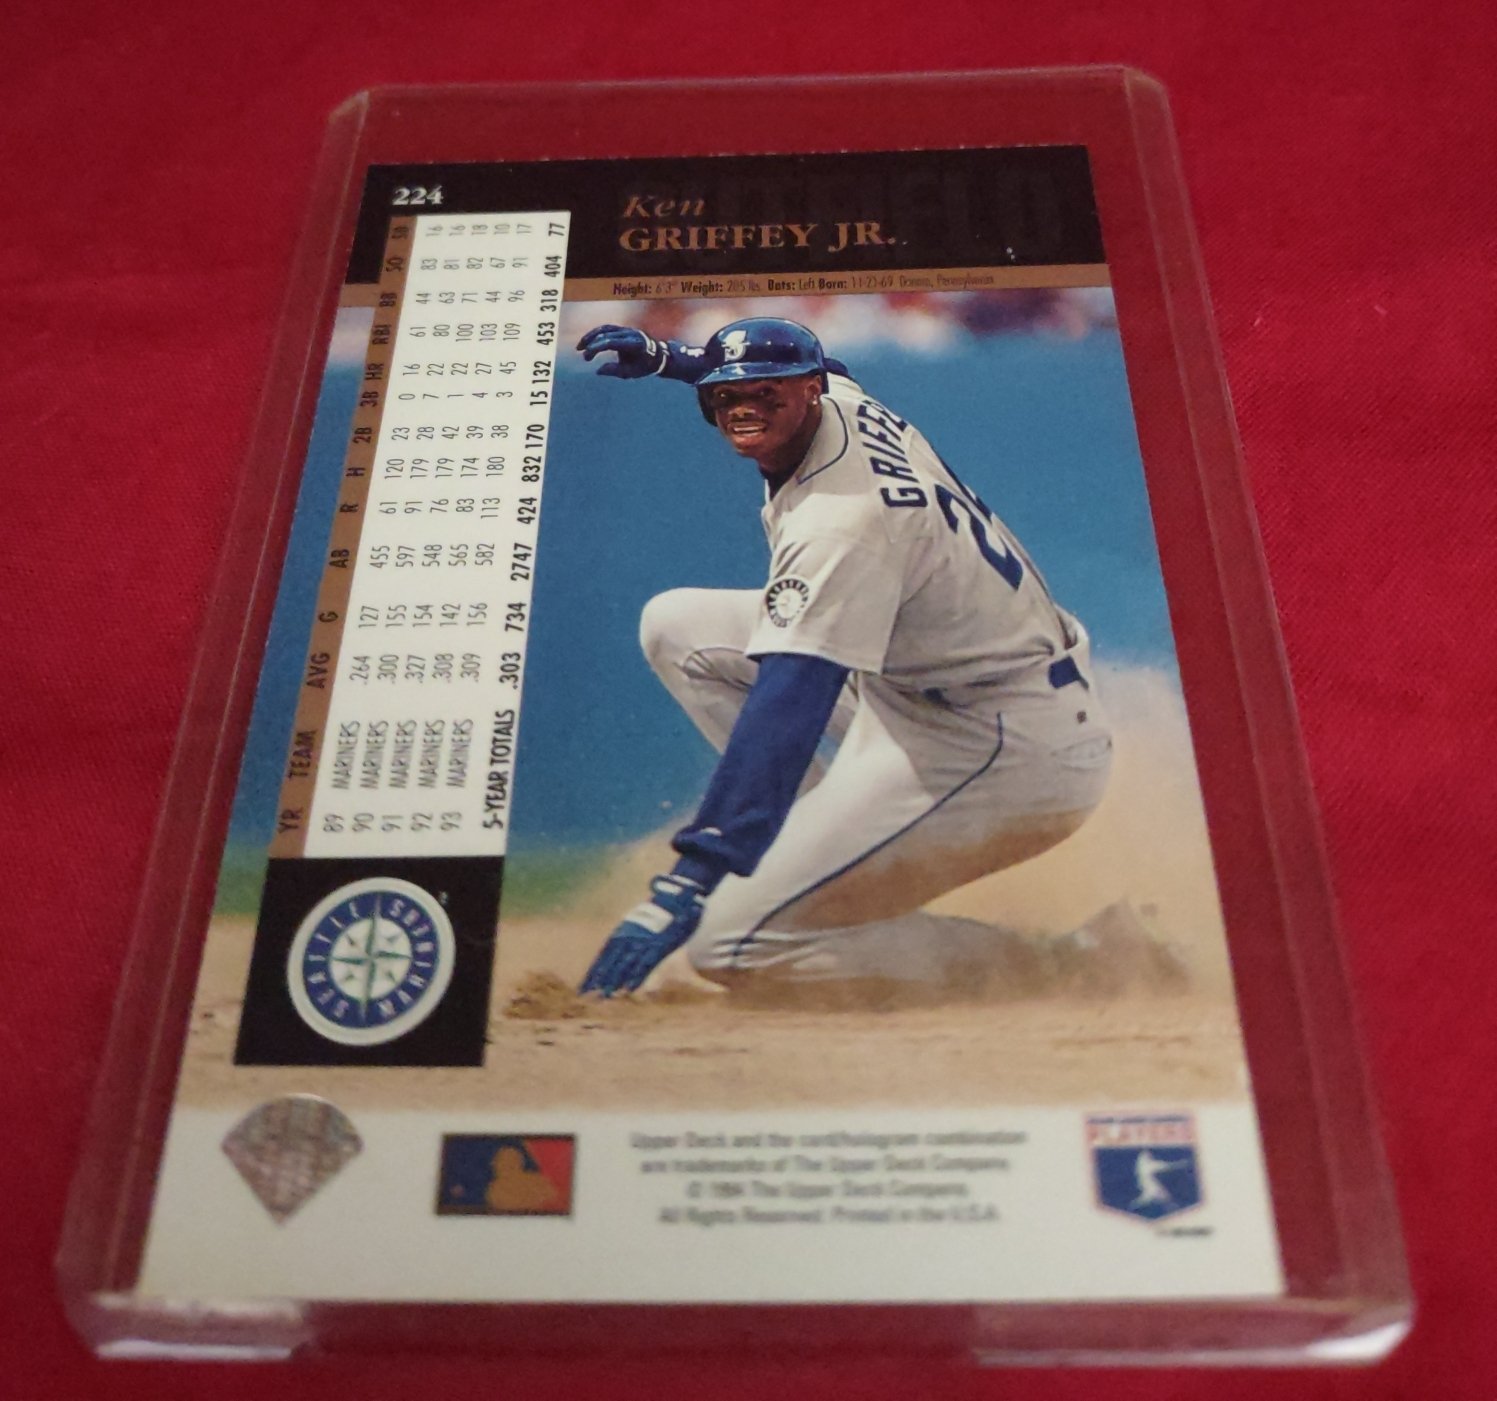 224
Ken
GRIFFEY JR.
OUTFIELD
Height: 6'3" Weight: 205 lbs. Bats: Left Born: 11-21-69 Donora, Pennsylvania
YR TEAM AVG G AB R H 2B 3B HR RBI BB SO SB
89 MARINERS .264 127 455 61 120 23 0 16 61 44 83 16
90 MARINERS .300 155 597 91 179 28 7 22 80 63 81 16
91 MARINERS .327 154 548 76 179 42 1 22 100 71 82 18
92 MARINERS .308 142 565 83 174 39 4 27 103 44 67 10
93 MARINERS .309 156 582 113 180 38 3 45 109 96 91 17
5-YEAR TOTALS .303 734 2747 424 832 170 15 132 453 318 404 77
S
GRIFFE
24
SEATTLE MARINERS
Upper Deck and the card/hologram combination
are trademarks of The Upper Deck Company.
© 1994 The Upper Deck Company.
All Rights Reserved. Printed in the U.S.A.
PLAYERS